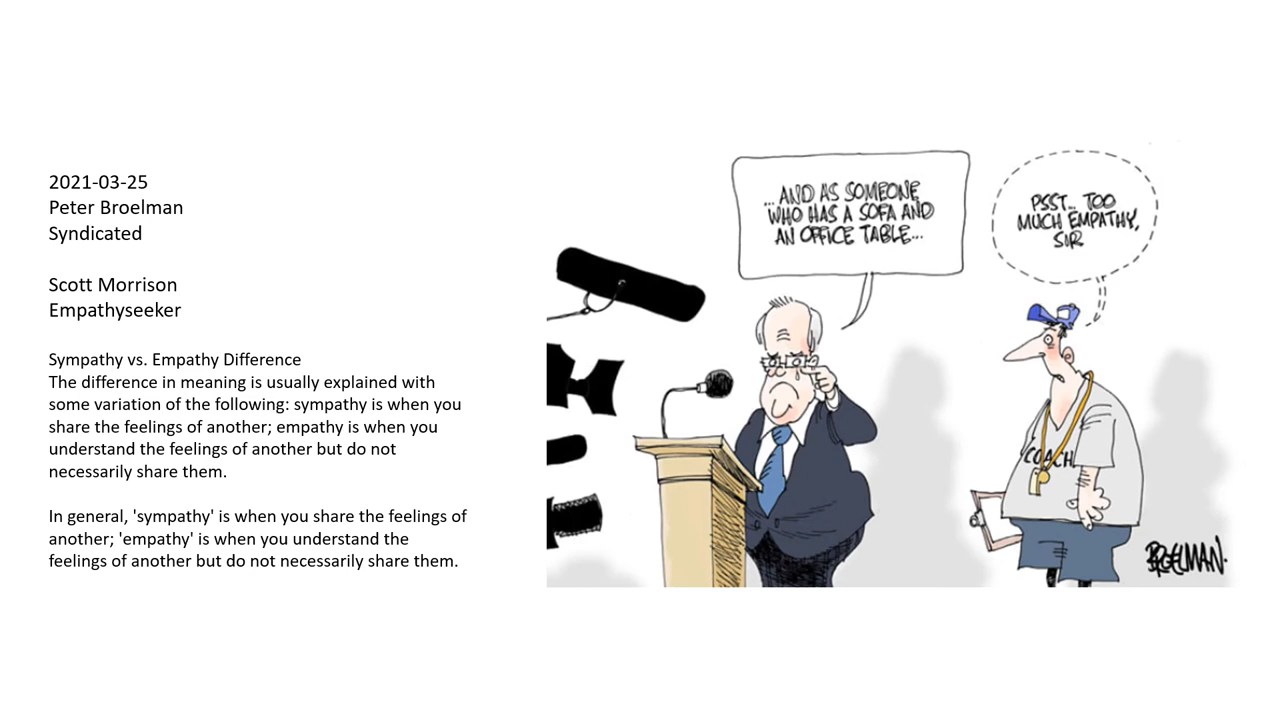 2021-03-25
Peter Broelman
Syndicated
Scott Morrison
Empathyseeker
Sympathy vs. Empathy Difference
The difference in meaning is usually explained with
some variation of the following: sympathy is when you
share the feelings of another; empathy is when you
understand the feelings of another but do not
necessarily share them.
In general, 'sympathy' is when you share the feelings of
another; 'empathy' is when you understand the
feelings of another but do not necessarily share them.
...AND AS SOMEONE
WHO HAS A SOFA AND
AN OFFICE TABLE...
PSST... TOO
MUCH EMPATHY,
SIR
COACH
BROELMAN.